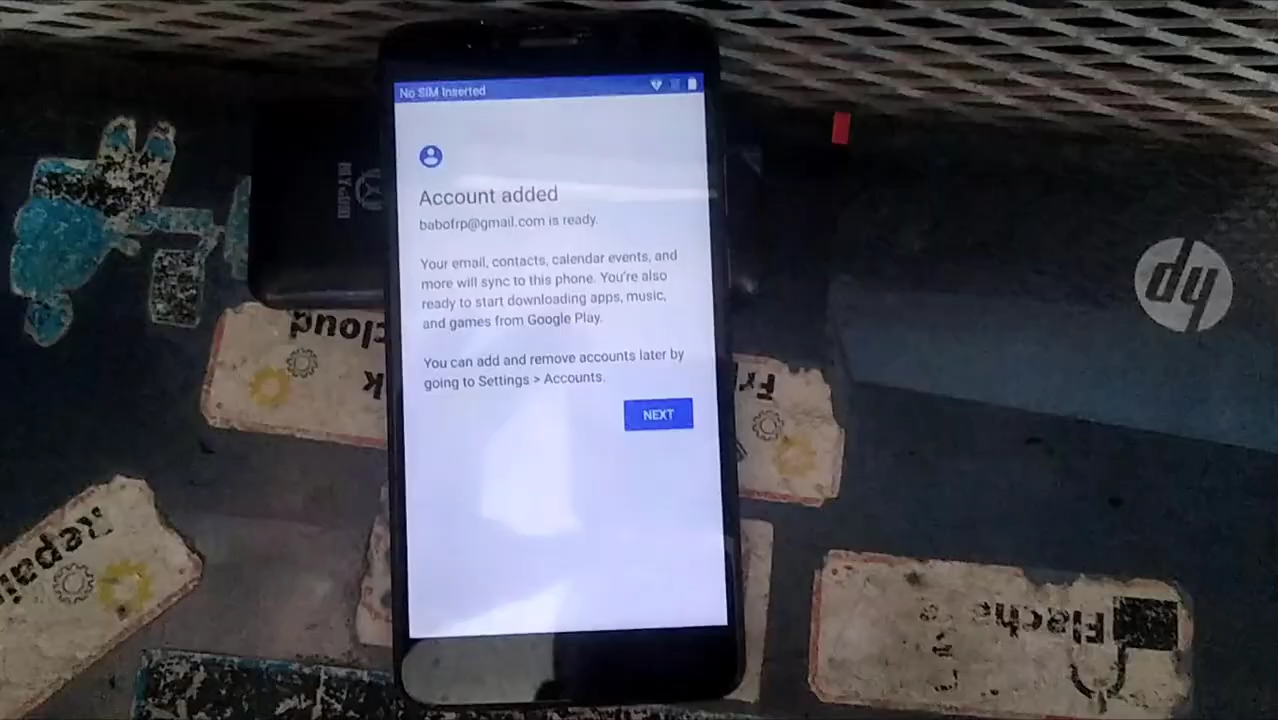 No SIM Inserted
Account added
babofrp@gmail.com is ready.
Your email, contacts, calendar events, and
more will sync to this phone. You're also
ready to start downloading apps, music,
and games from Google Play.
You can add and remove accounts later by
going to Settings > Accounts.
NEXT
hp
cloud
Repair